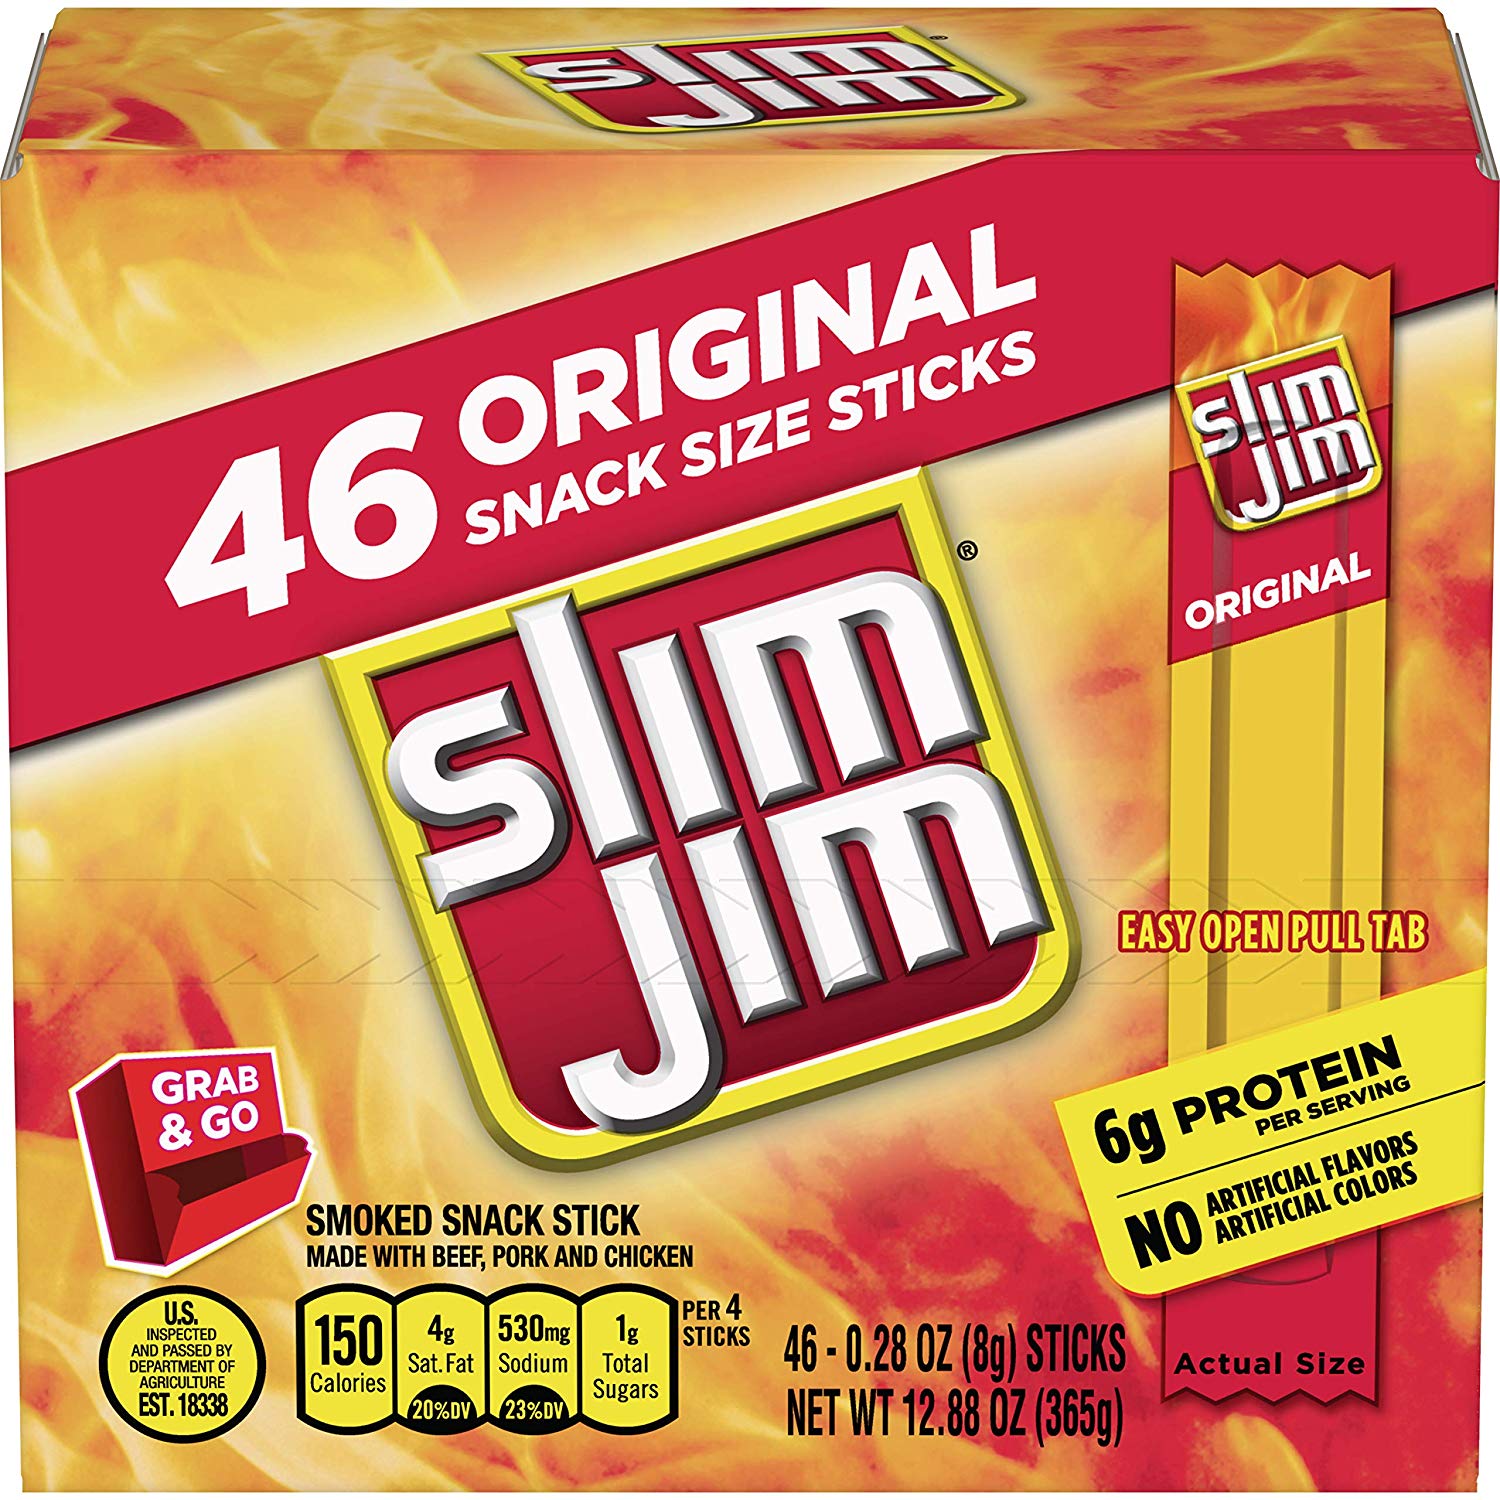 slim
jim
®
46 ORIGINAL
SNACK SIZE STICKS
slim
jim
®
slim
jim
ORIGINAL
EASY OPEN PULL TAB
6g PROTEIN
PER SERVING
NO ARTIFICIAL FLAVORS
ARTIFICIAL COLORS
Actual Size
GRAB
& GO
SMOKED SNACK STICK
MADE WITH BEEF, PORK AND CHICKEN
U.S.
INSPECTED
AND PASSED BY
DEPARTMENT OF
AGRICULTURE
EST. 18338
150
Calories
4g
Sat. Fat
20%DV
530mg
Sodium
23%DV
1g
Total
Sugars
PER 4
STICKS
46 - 0.28 OZ (8g) STICKS
NET WT 12.88 OZ (365g)